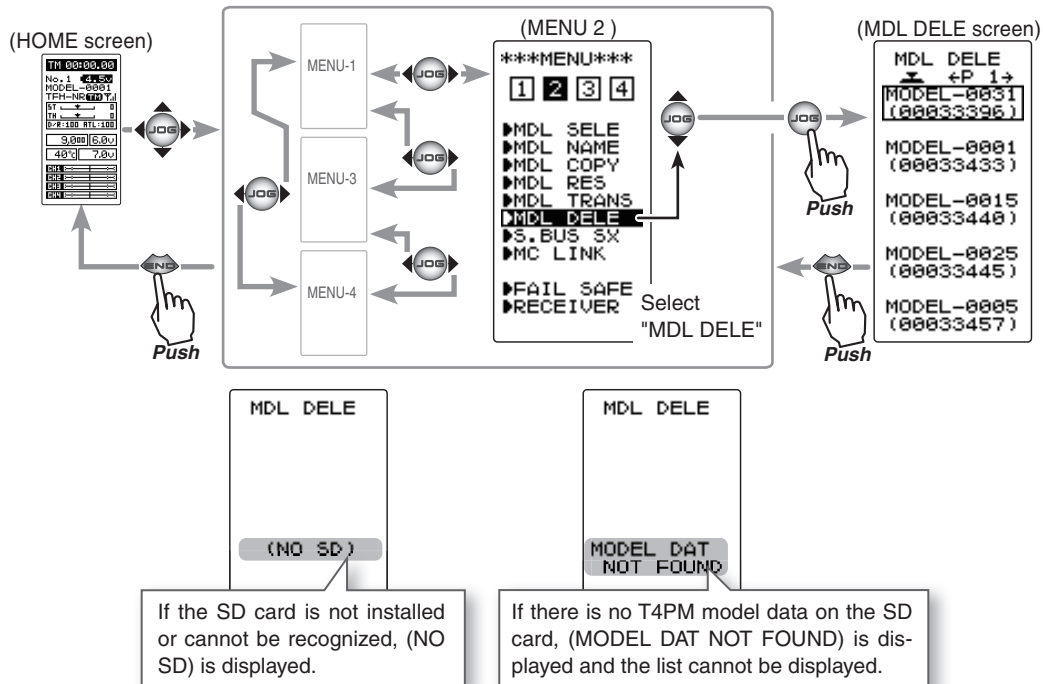 (HOME screen)
TM 00:00.00
No.1 4.5v
MODEL-0001
TFH-NR TM
ST 0
TH 0
D/R:100 ATL:100
9,000 6.0v
40℃ 7.0v
CH1
CH2
CH3
CH4
JOG
END
Push
MENU-1
MENU-3
MENU-4
JOG
JOG
JOG
JOG
(MENU 2 )
***MENU***
1 2 3 4
MDL SELE
MDL NAME
MDL COPY
MDL RES
MDL TRANS
MDL DELE
S.BUS SX
MC LINK
FAIL SAFE
RECEIVER
Select
"MDL DELE"
JOG
JOG
Push
END
Push
(MDL DELE screen)
MDL DELE
←P 1→
MODEL-0031
(00033396)
MODEL-0001
(00033433)
MODEL-0015
(00033440)
MODEL-0025
(00033445)
MODEL-0005
(00033457)
MDL DELE
(NO SD)
If the SD card is not installed
or cannot be recognized, (NO
SD) is displayed.
MDL DELE
MODEL DAT
NOT FOUND
If there is no T4PM model data on the SD
card, (MODEL DAT NOT FOUND) is dis-
played and the list cannot be displayed.